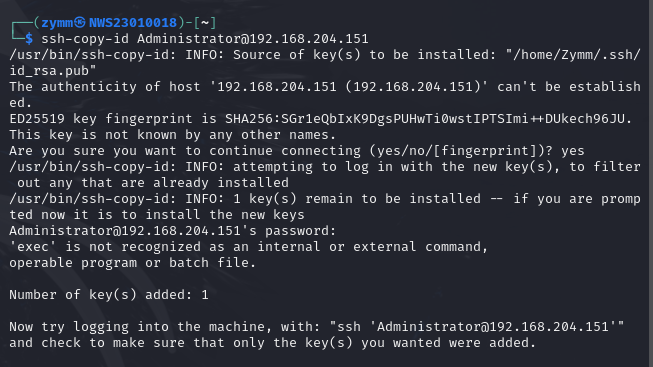 ┌──(zymm㉿NWS23010018)-[~]
└─$ ssh-copy-id Administrator@192.168.204.151
/usr/bin/ssh-copy-id: INFO: Source of key(s) to be installed: "/home/Zymm/.ssh/
id_rsa.pub"
The authenticity of host '192.168.204.151 (192.168.204.151)' can't be establish
ed.
ED25519 key fingerprint is SHA256:SGr1eQbIxK9DgsPUHwTi0wstIPTSImi++DUkech96JU.
This key is not known by any other names.
Are you sure you want to continue connecting (yes/no/[fingerprint])? yes
/usr/bin/ssh-copy-id: INFO: attempting to log in with the new key(s), to filter
 out any that are already installed
/usr/bin/ssh-copy-id: INFO: 1 key(s) remain to be installed -- if you are promp
ted now it is to install the new keys
Administrator@192.168.204.151's password:
'exec' is not recognized as an internal or external command,
operable program or batch file.

Number of key(s) added: 1

Now try logging into the machine, with: "ssh 'Administrator@192.168.204.151'"
and check to make sure that only the key(s) you wanted were added.